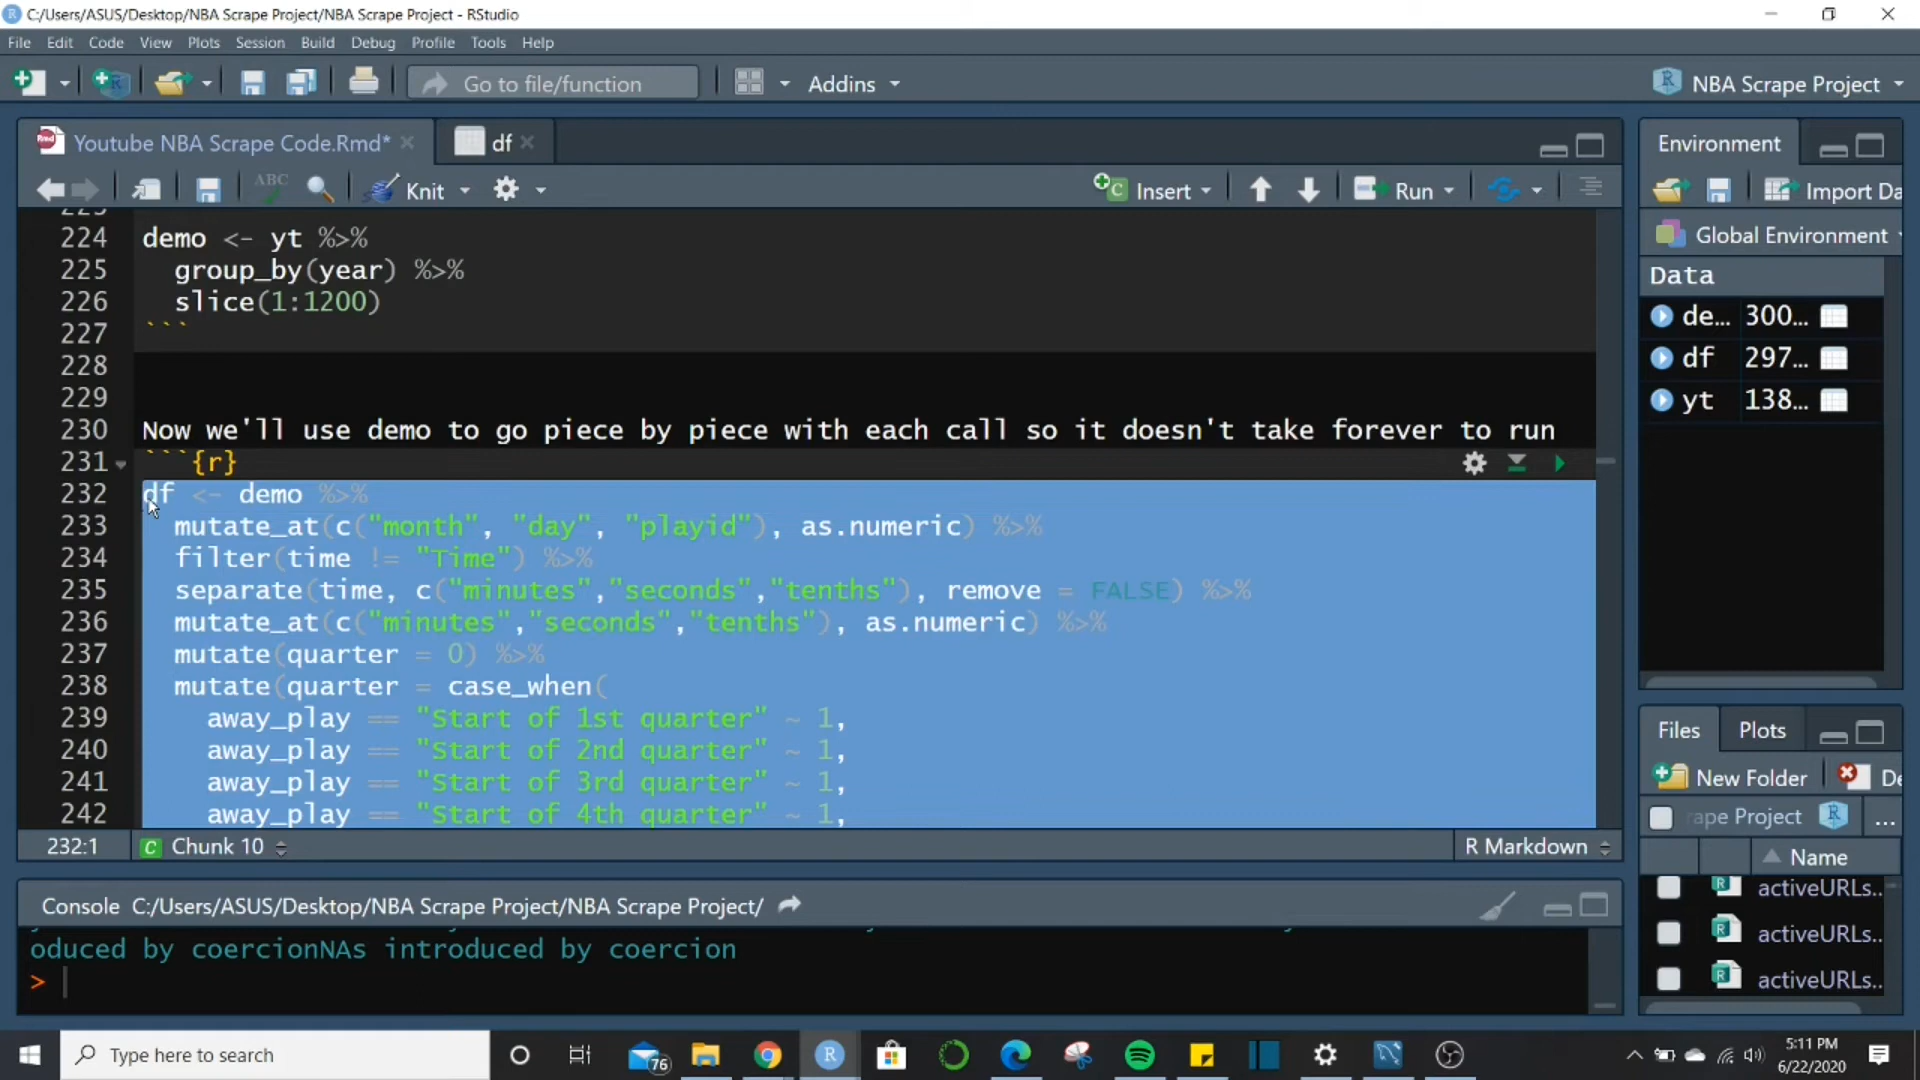 C:/Users/ASUS/Desktop/NBA Scrape Project/NBA Scrape Project - RStudio
File Edit Code View Plots Session Build Debug Profile Tools Help
Go to file/function
Addins
NBA Scrape Project
Youtube NBA Scrape Code.Rmd*
df
ABC
Knit
Insert
Run
224 demo <- yt %>%
225 group_by(year) %>%
226 slice(1:1200)
227 ```
228
229
230 Now we'll use demo to go piece by piece with each call so it doesn't take forever to run
231 ```{r}
232 df <- demo %>%
233 mutate_at(c("month", "day", "playid"), as.numeric) %>%
234 filter(time != "Time") %>%
235 separate(time, c("minutes","seconds","tenths"), remove = FALSE) %>%
236 mutate_at(c("minutes","seconds","tenths"), as.numeric) %>%
237 mutate(quarter = 0) %>%
238 mutate(quarter = case_when(
239 away_play == "Start of 1st quarter" ~ 1,
240 away_play == "Start of 2nd quarter" ~ 1,
241 away_play == "Start of 3rd quarter" ~ 1,
242 away_play == "Start of 4th quarter" ~ 1,
232:1
C Chunk 10
R Markdown
Console C:/Users/ASUS/Desktop/NBA Scrape Project/NBA Scrape Project/
oduced by coercionNAs introduced by coercion
>
Environment
Import Da
Global Environment
Data
de... 300...
df 297...
yt 138...
Files Plots
New Folder
De
rape Project
...
Name
activeURLs..
activeURLs..
activeURLs..
Type here to search
76
5:11 PM
6/22/2020